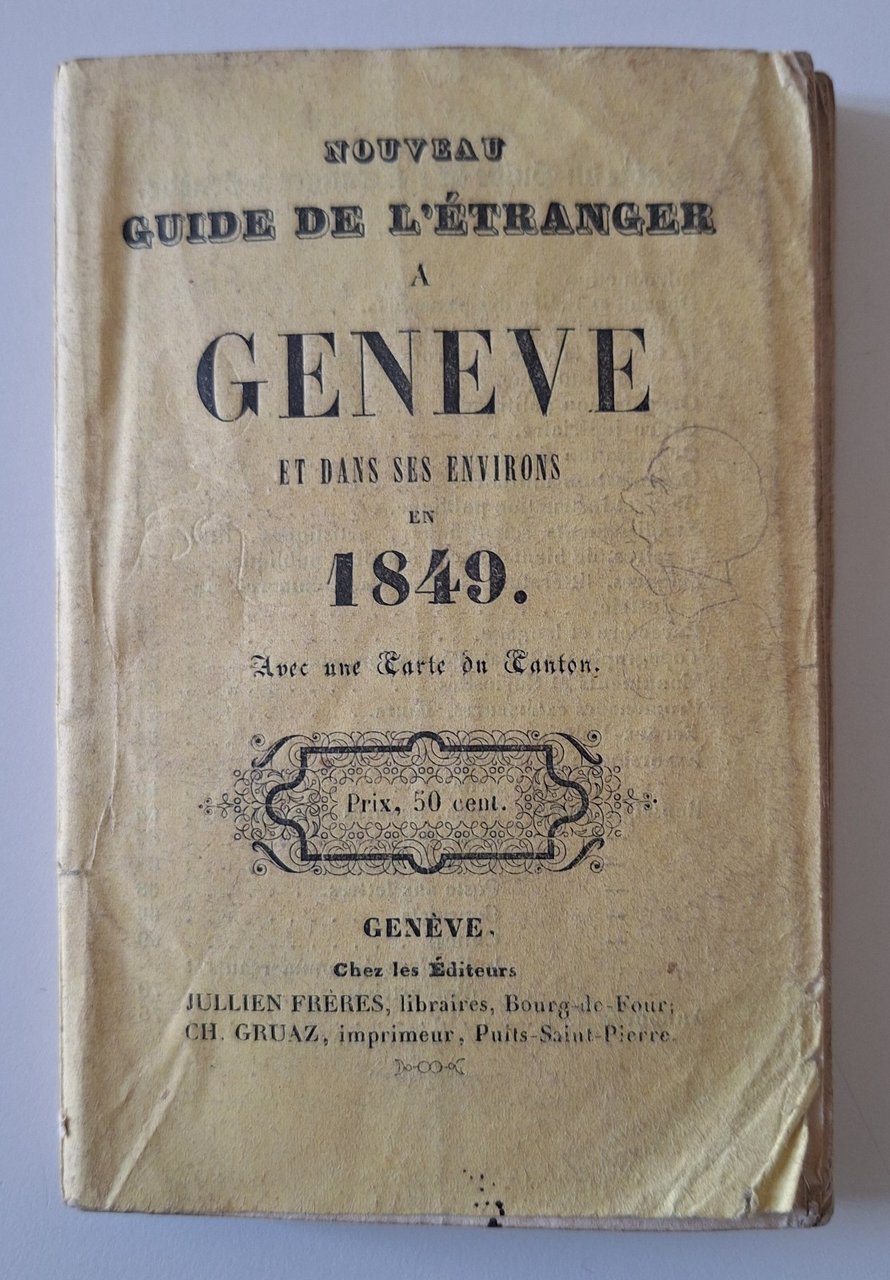 NOUVEAU
GUIDE DE L'ÉTRANGER
A
GENEVE
ET DANS SES ENVIRONS
EN
1849.
Avec une Carte du Canton.
Prix, 50 cent.
GENÈVE,
Chez les Éditeurs
JULLIEN FRÈRES, libraires, Bourg-de-Four;
CH. GRUAZ, imprimeur, Puits-Saint-Pierre.